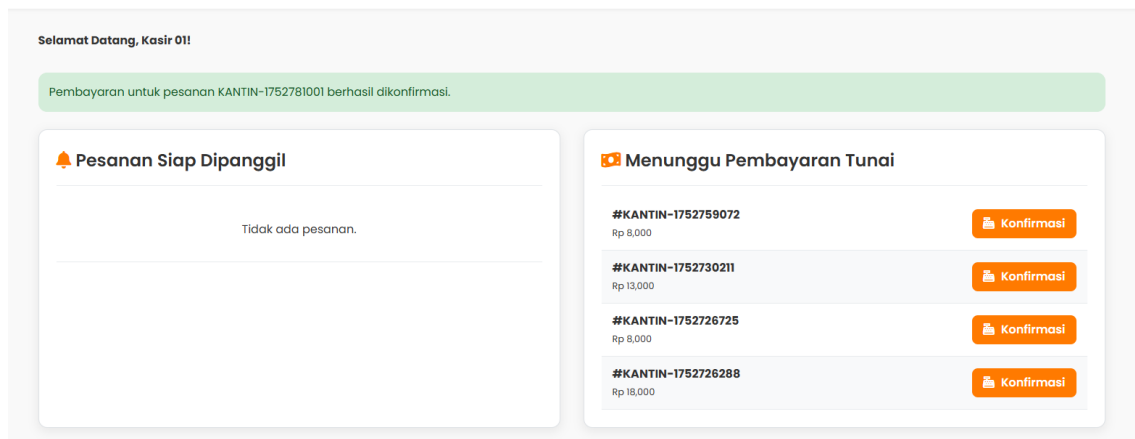 Selamat Datang, Kasir 01!
Pembayaran untuk pesanan KANTIN-1752781001 berhasil dikonfirmasi.
Pesanan Siap Dipanggil
Tidak ada pesanan.
Menunggu Pembayaran Tunai
#KANTIN-1752759072
Rp 8,000
Konfirmasi
#KANTIN-1752730211
Rp 13,000
Konfirmasi
#KANTIN-1752726725
Rp 8,000
Konfirmasi
#KANTIN-1752726288
Rp 18,000
Konfirmasi